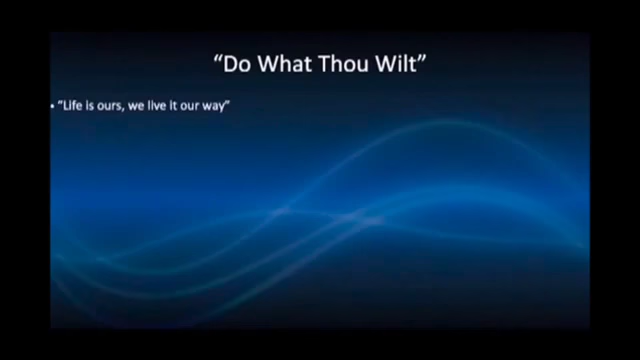 “Do What Thou Wilt”
• “Life is ours, we live it our way”